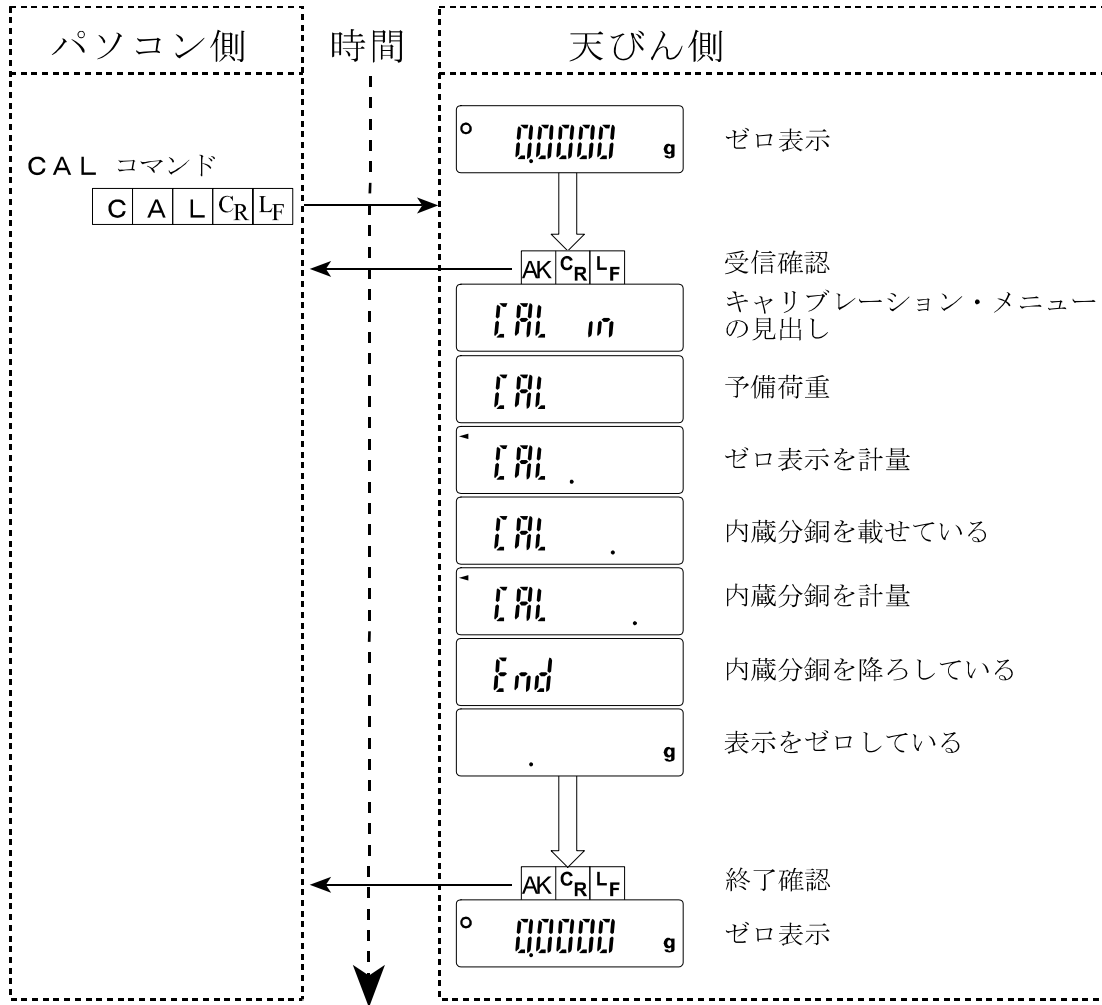 パソコン側 時間 天びん側
0.0000 g ゼロ表示
CAL コマンド
C A L CR LF
AK CR LF 受信確認
CAL in キャリブレーション・メニュー
の見出し
CAL 予備荷重
CAL . ゼロ表示を計量
CAL . 内蔵分銅を載せている
CAL . 内蔵分銅を計量
End 内蔵分銅を降ろしている
. g 表示をゼロしている
AK CR LF 終了確認
0.0000 g ゼロ表示